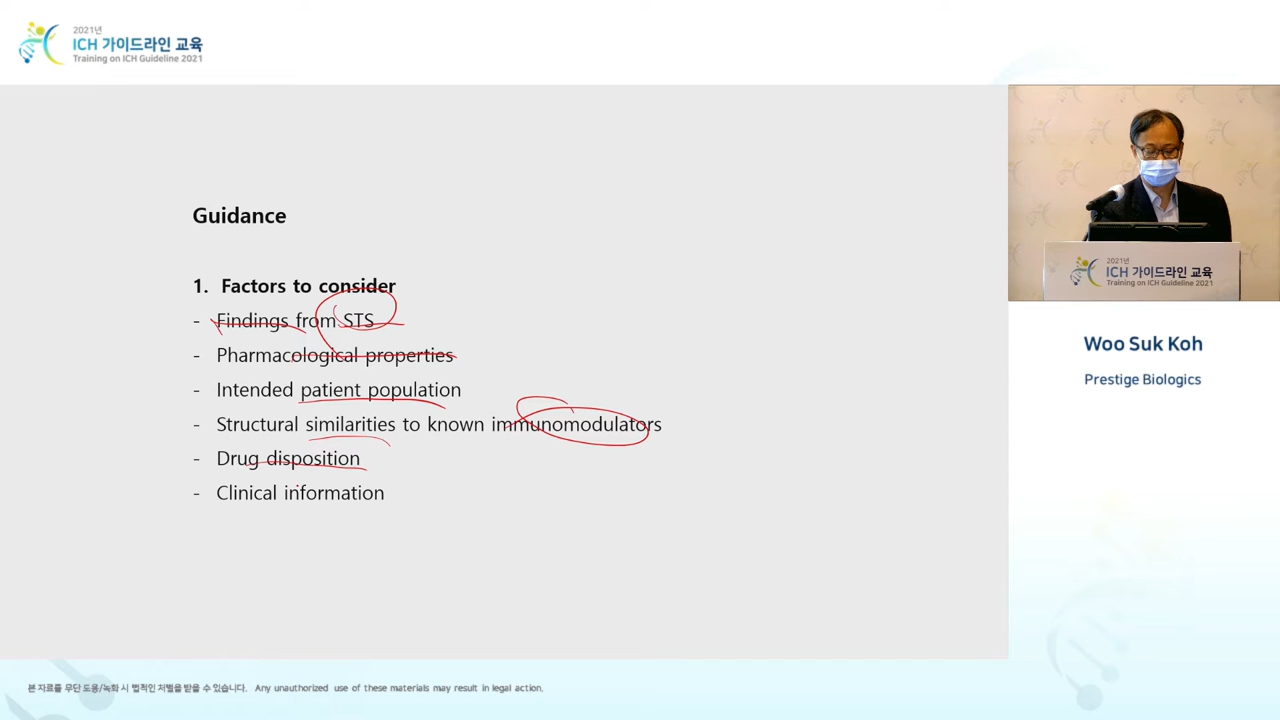 2021년
ICH 가이드라인 교육
Training on ICH Guideline 2021
Guidance
1. Factors to consider
- Findings from STS
- Pharmacological properties
- Intended patient population
- Structural similarities to known immunomodulators
- Drug disposition
- Clinical information
2021년
ICH 가이드라인 교육
Training on ICH Guideline 2021
Woo Suk Koh
Prestige Biologics
본 자료를 무단 도용/녹화 시 법적인 처벌을 받을 수 있습니다. Any unauthorized use of these materials may result in legal action.